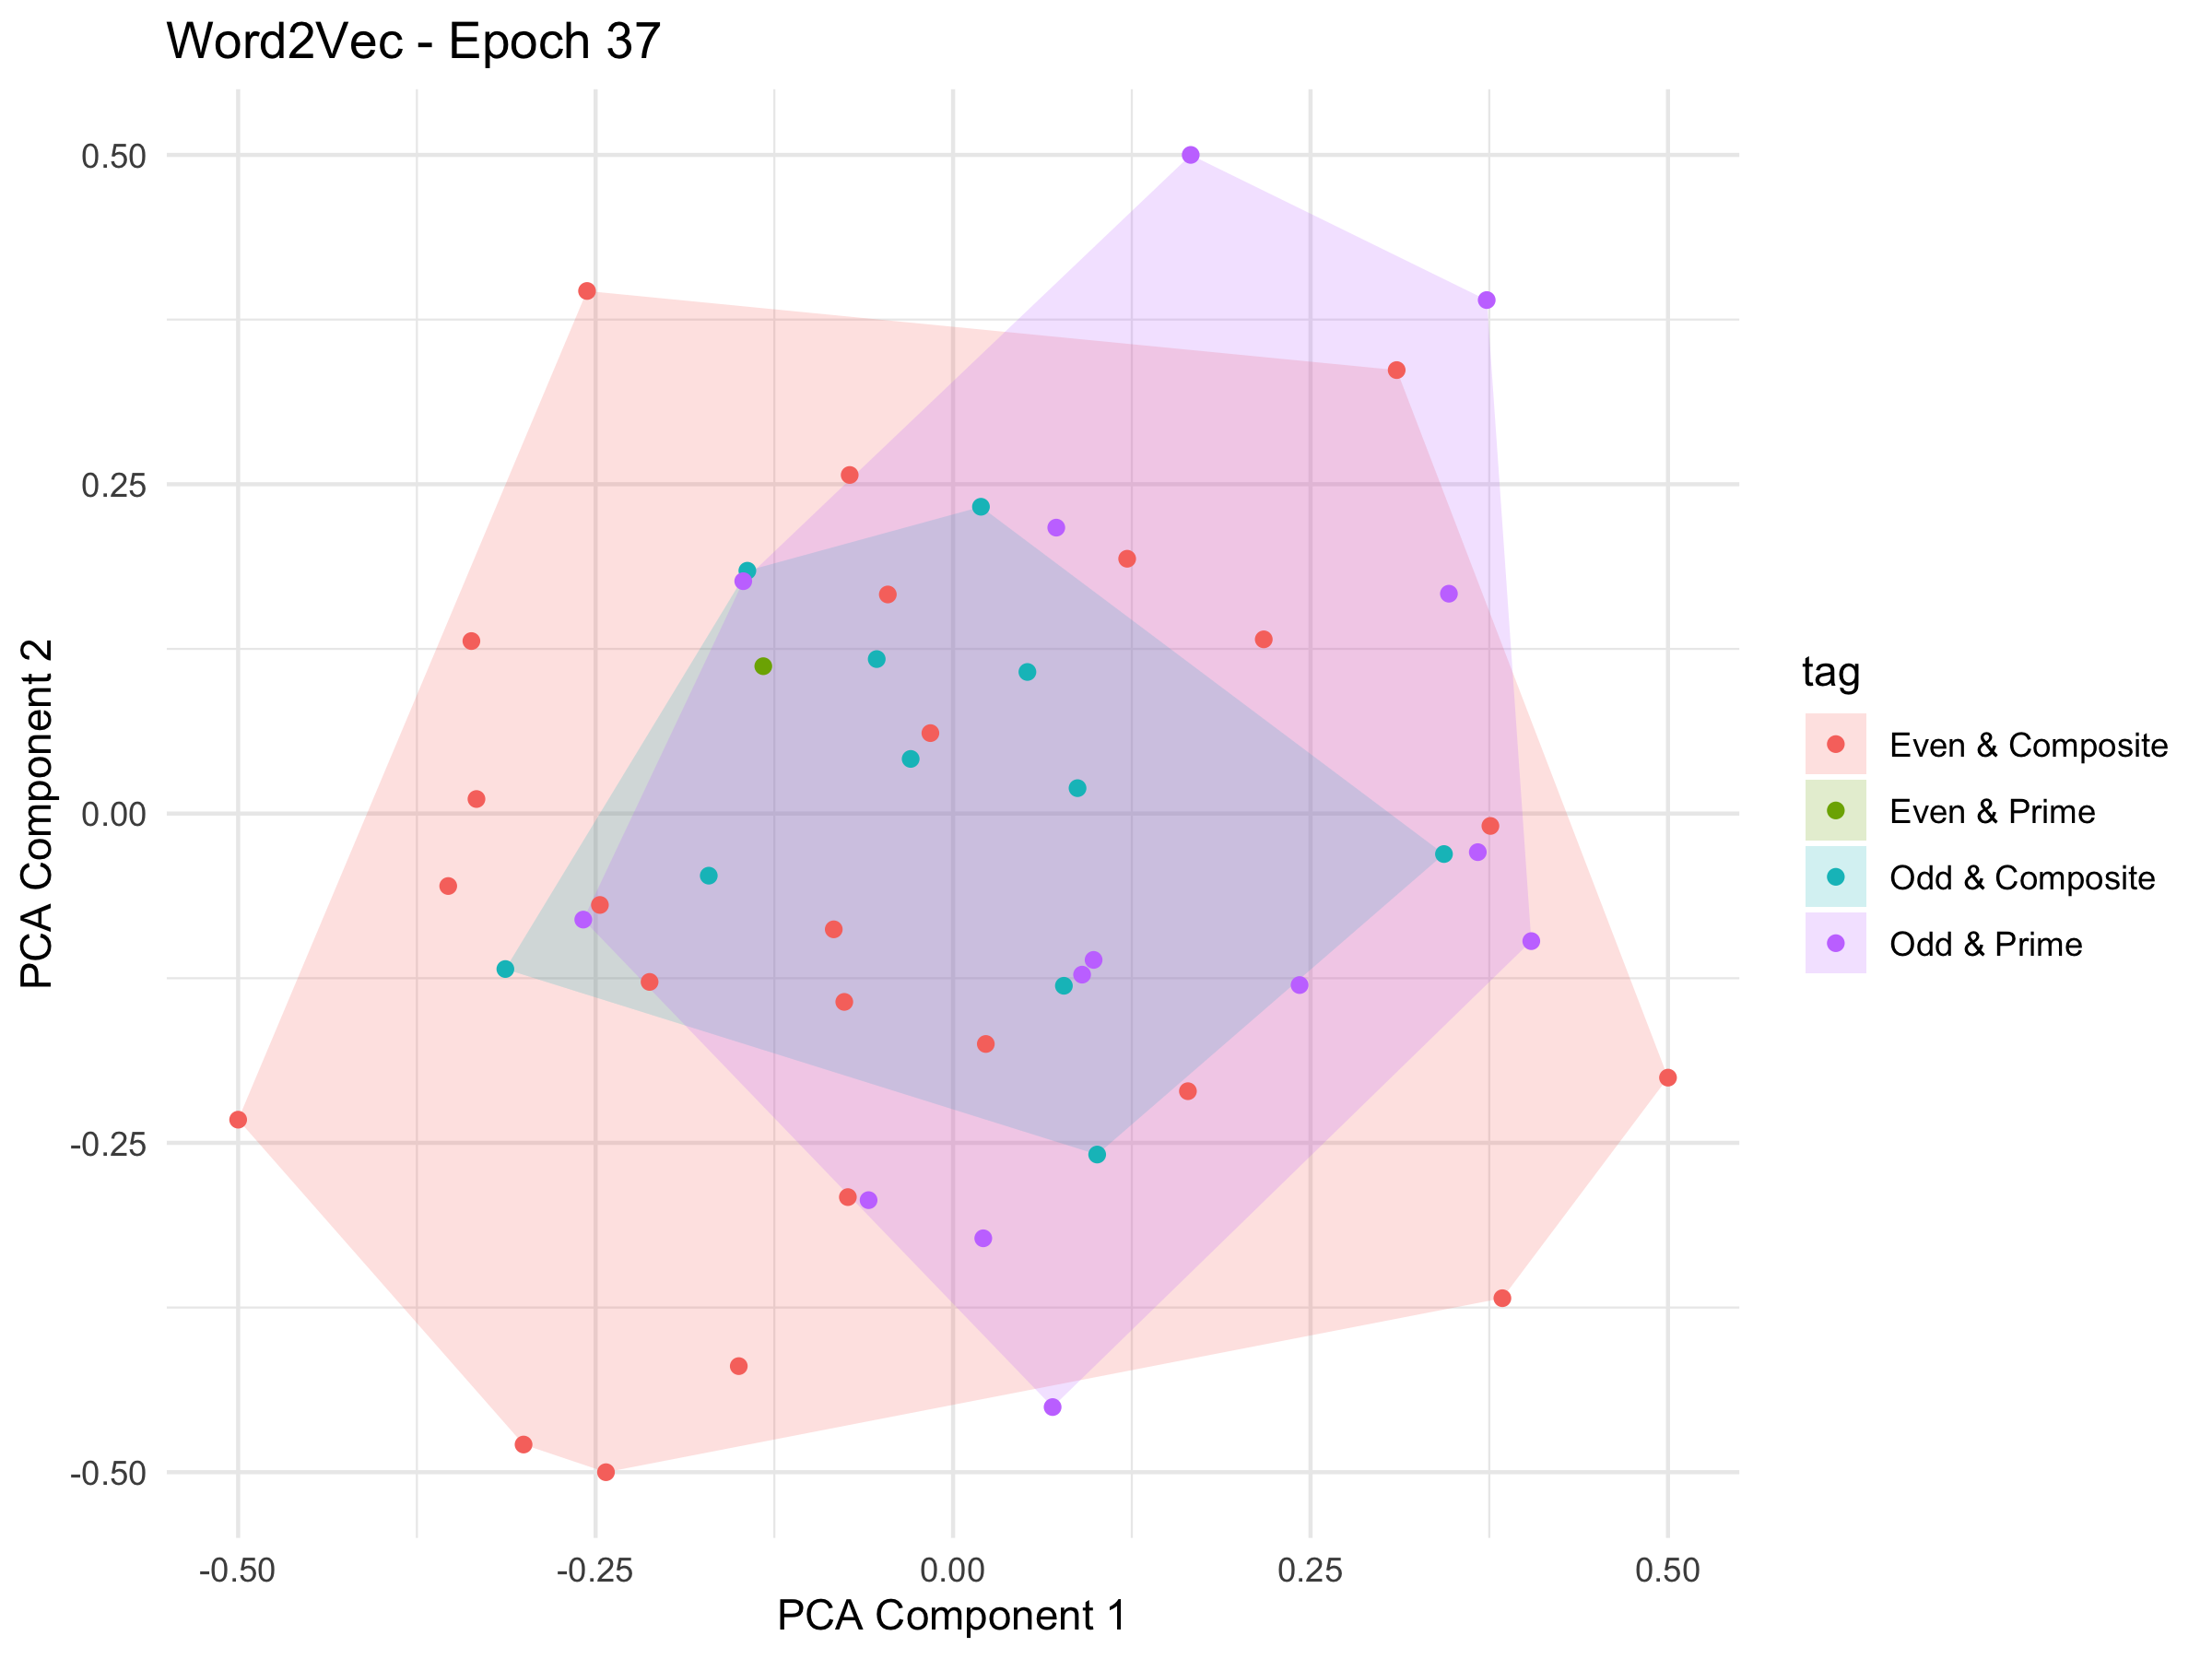 Word2Vec - Epoch 37
0.50
0.25
0.00
-0.25
-0.50
PCA Component 2
-0.50
-0.25
0.00
0.25
0.50
PCA Component 1
tag
Even & Composite
Even & Prime
Odd & Composite
Odd & Prime